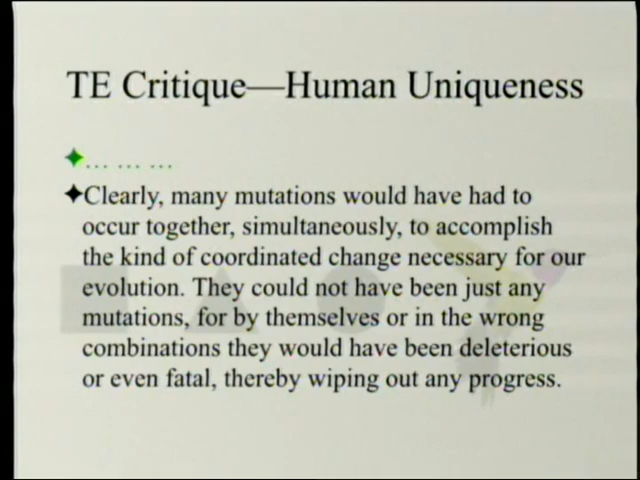 TE Critique—Human Uniqueness
… … …
Clearly, many mutations would have had to
occur together, simultaneously, to accomplish
the kind of coordinated change necessary for our
evolution. They could not have been just any
mutations, for by themselves or in the wrong
combinations they would have been deleterious
or even fatal, thereby wiping out any progress.